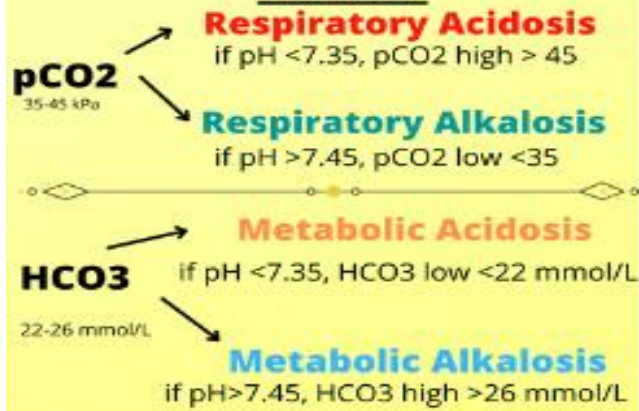 Respiratory Acidosis
if pH <7.35, pCO2 high > 45
pCO2
35-45 kPa
Respiratory Alkalosis
if pH >7.45, pCO2 low <35
Metabolic Acidosis
HCO3
if pH <7.35, HCO3 low <22 mmol/L
22-26 mmol/L
Metabolic Alkalosis
if pH>7.45, HCO3 high >26 mmol/L